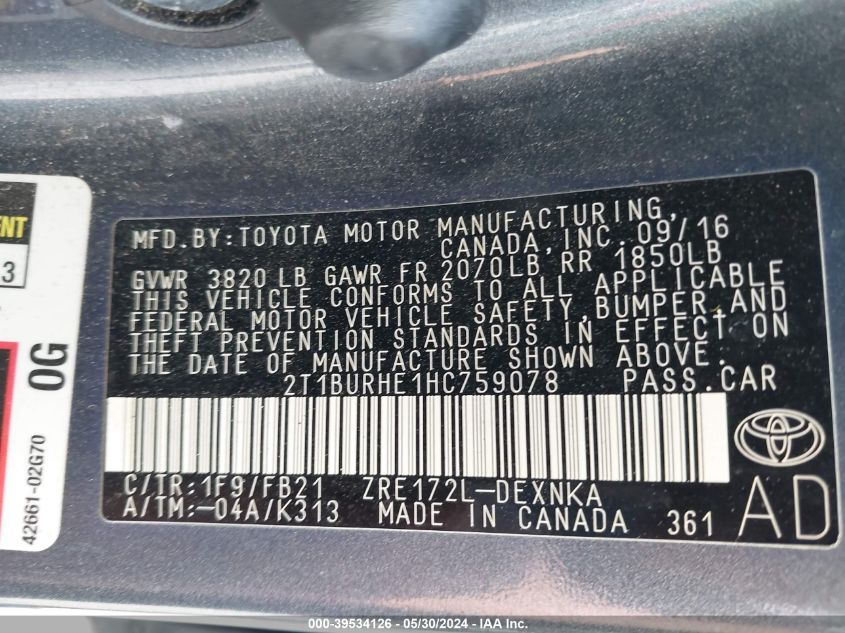 ENT
3
0G
42661-02G70
MFD.BY:TOYOTA MOTOR MANUFACTURING,
CANADA,INC. 09/16
GVWR 3820 LB GAWR FR 2070LB RR 1850LB
THIS VEHICLE CONFORMS TO ALL APPLICABLE
FEDERAL MOTOR VEHICLE SAFETY,BUMPER,AND
THEFT PREVENTION STANDARDS IN EFFECT ON
THE DATE OF MANUFACTURE SHOWN ABOVE.
2T1BURHE1HC759078 PASS.CAR
C/TR:1F9/FB21 ZRE172L-DEXNKA
A/TM:-04A/K313 MADE IN CANADA 361
AD
000-39534126 - 05/30/2024 - IAA Inc.